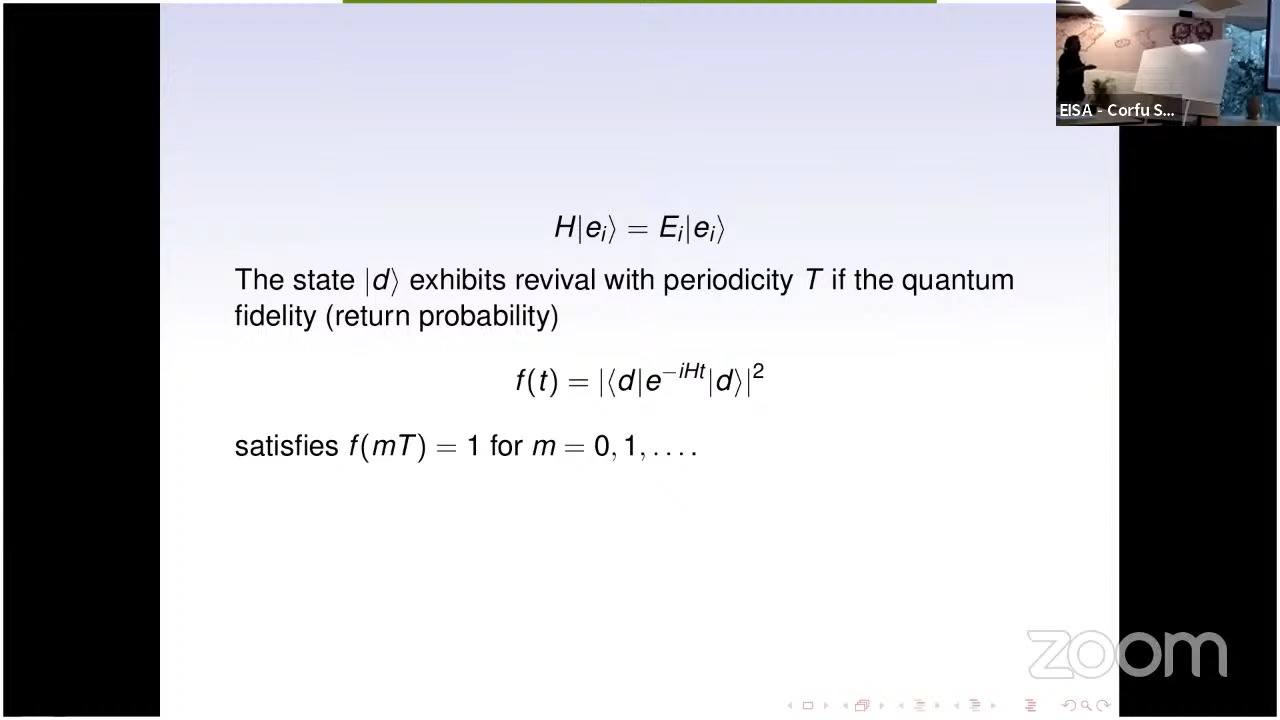 EISA - Corfu S...
H|eᵢ⟩ = Eᵢ|eᵢ⟩
The state |d⟩ exhibits revival with periodicity T if the quantum
fidelity (return probability)
f(t) = |⟨d|e⁻ⁱᴴᵗ|d⟩|²
satisfies f(mT) = 1 for m = 0, 1, . . . .
zoom